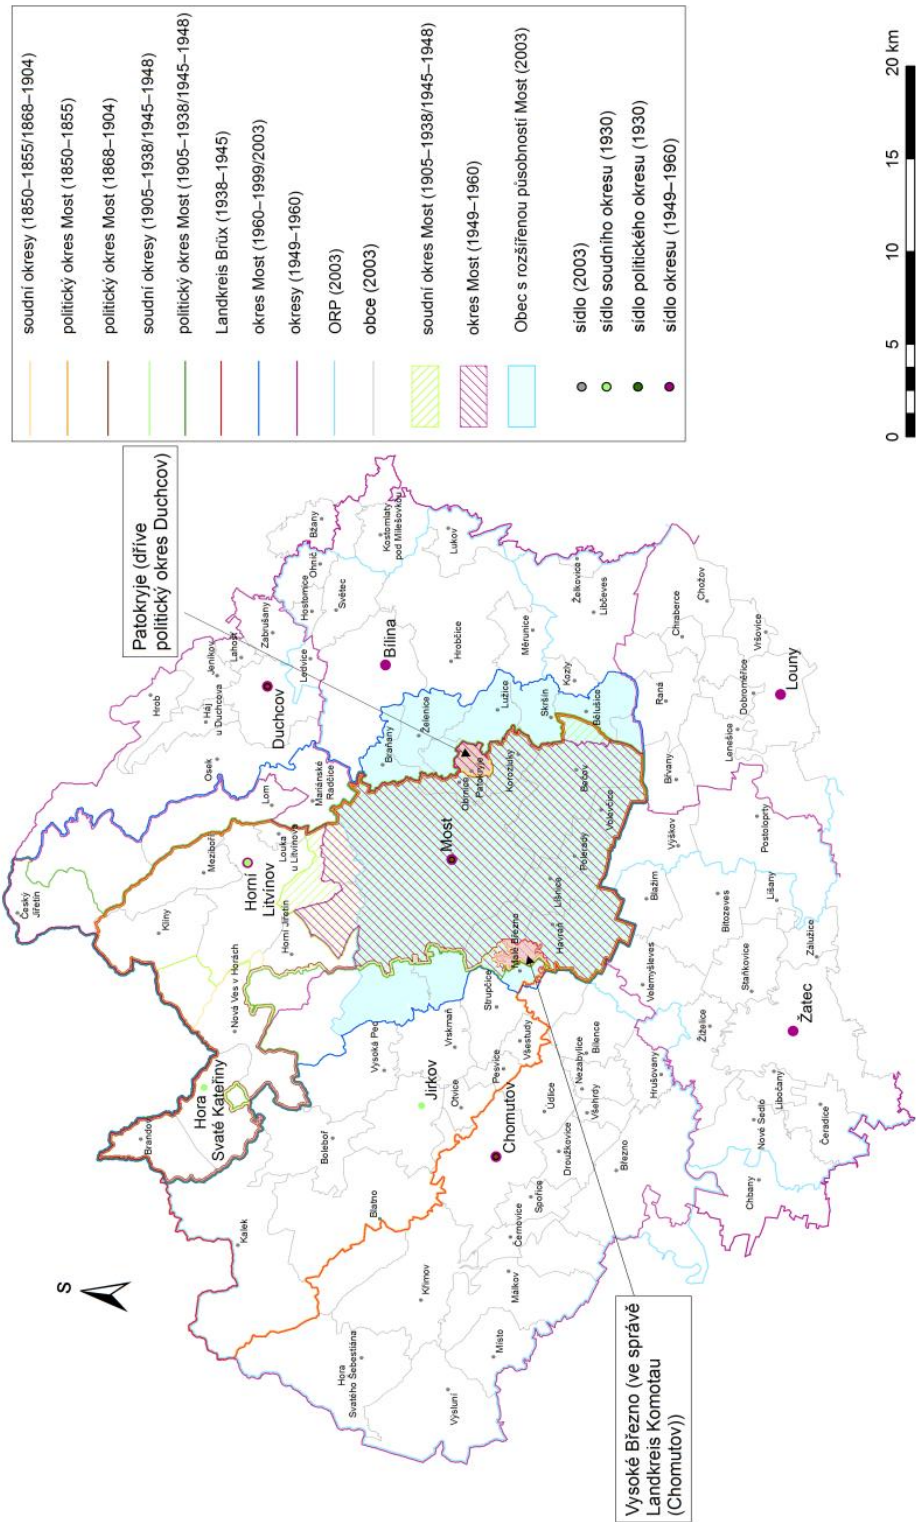 soudní okresy (1850–1855/1868–1904)
politický okres Most (1850–1855)
politický okres Most (1868–1904)
soudní okresy (1905–1938/1945–1948)
politický okres Most (1905–1938/1945–1948)
Landkreis Brüx (1938–1945)
okres Most (1960–1999/2003)
okresy (1949–1960)
ORP (2003)
obce (2003)
soudní okres Most (1905–1938/1945–1948)
okres Most (1949–1960)
Obec s rozšířenou působností Most (2003)
sídlo (2003)
sídlo soudního okresu (1930)
sídlo politického okresu (1930)
sídlo okresu (1949–1960)
0 5 10 15 20 km
S
Patokryje (dříve
politický okres Duchcov)
Vysoké Březno (ve správě
Landkreis Komotau
(Chomutov))
Český
Jiřetín
Klíny
Meziboří
Horní
Litvínov
Louka
u Litvínova
Horní Jiřetín
Nová Ves v Horách
Hora
Svaté Kateřiny
Brandov
Kalek
Boleboř
Blatno
Vysoká Pec
Jirkov
Otvice
Vrskmaň
Strupčice
Pesvice
Všestudy
Chomutov
Údlice
Nezabylice
Bílence
Všehrdy
Droužkovice
Hrušovany
Březno
Spořice
Černovice
Málkov
Křimov
Místo
Hora
Svatého Šebestiána
Výsluní
Osek
Háj
u Duchcova
Hrob
Jeníkov
Lahošť
Zabrušany
Duchcov
Ledvice
Hostomice
Ohníč
Bžany
Světec
Kostomlaty
pod Milešovkou
Lukov
Bílina
Hrobčice
Měrunice
Želkovice
Libčeves
Kozly
Lom
Mariánské
Radčice
Braňany
Želenice
Obrnice
Patokryje
Korozluky
Lužice
Skršín
Bělušice
Bečov
Volevčice
Polerady
Lišnice
Havraň
Malé Březno
Most
Raná
Chraberce
Chožov
Vršovice
Dobroměřice
Lenešice
Louny
Břvany
Výškov
Postoloprty
Blažim
Bitozeves
Lišany
Velemyšleves
Staňkovice
Zálužice
Žiželice
Žatec
Libočany
Nové Sedlo
Čeradice
Chbany